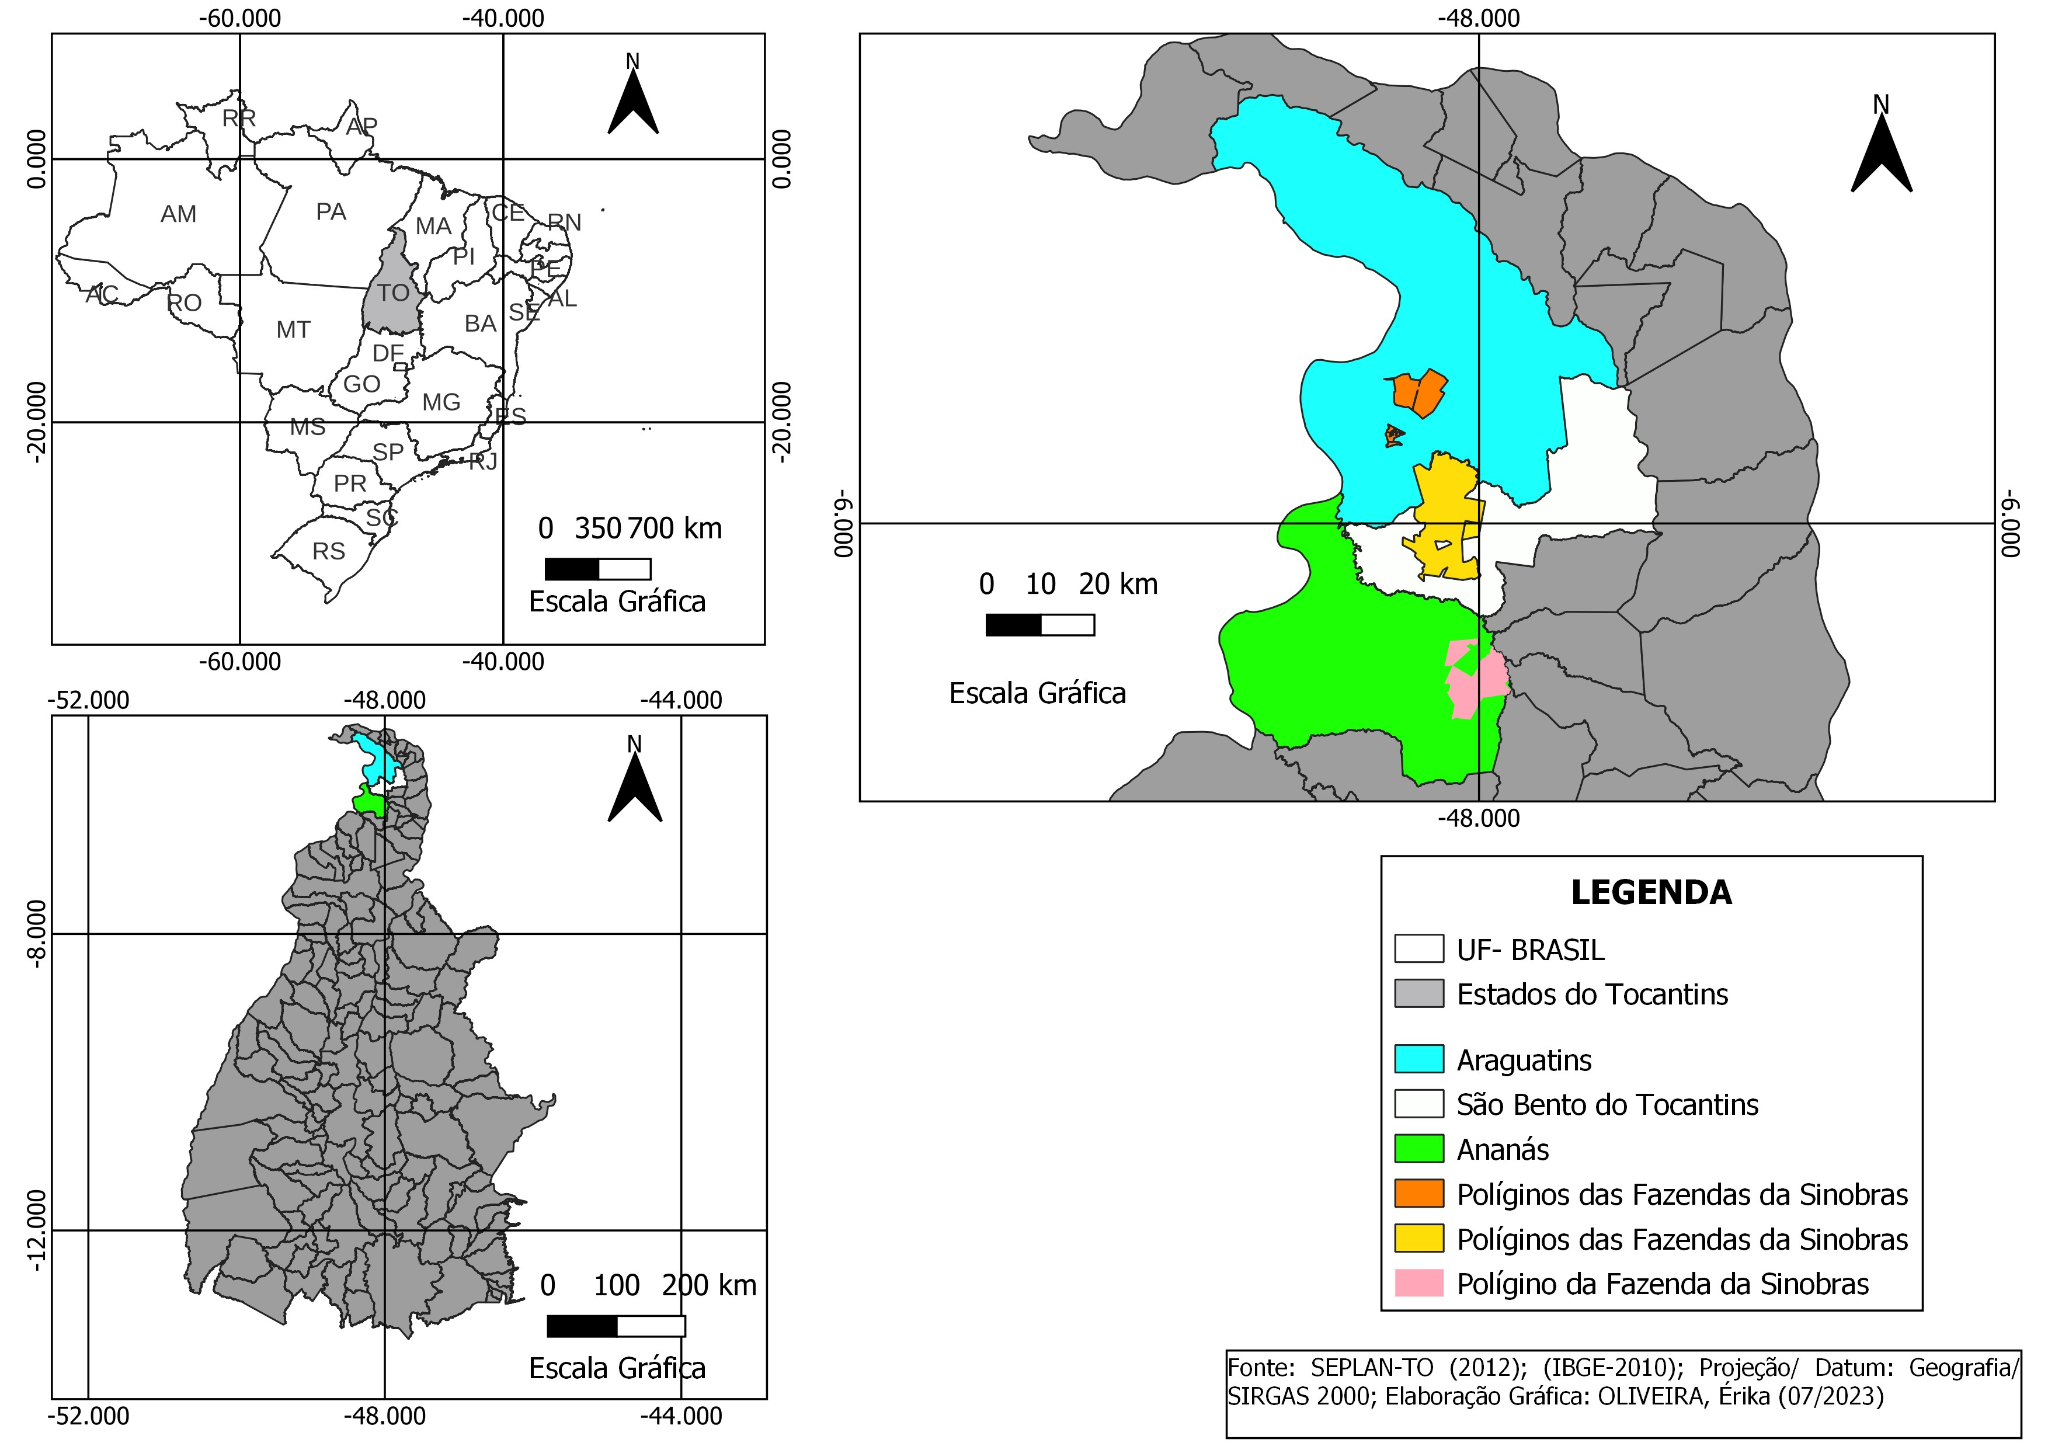 -60.000 -40.000
N
0.000 0.000
RR
AP
AM
PA
MA
CE
RN
PI
PE
AC
RO
TO
AL
SE
MT
BA
DF
GO
-20.000 -20.000
MG
ES
MS
SP
RJ
PR
SC
RS
0 350 700 km
Escala Gráfica
-60.000 -40.000
-48.000
N
-6.000 -6.000
0 10 20 km
Escala Gráfica
-48.000
-52.000 -48.000 -44.000
N
-8.000
-12.000
0 100 200 km
Escala Gráfica
-52.000 -48.000 -44.000
LEGENDA
UF- BRASIL
Estados do Tocantins
Araguatins
São Bento do Tocantins
Ananás
Políginos das Fazendas da Sinobras
Políginos das Fazendas da Sinobras
Polígino da Fazenda da Sinobras
Fonte: SEPLAN-TO (2012); (IBGE-2010); Projeção/ Datum: Geografia/
SIRGAS 2000; Elaboração Gráfica: OLIVEIRA, Érika (07/2023)